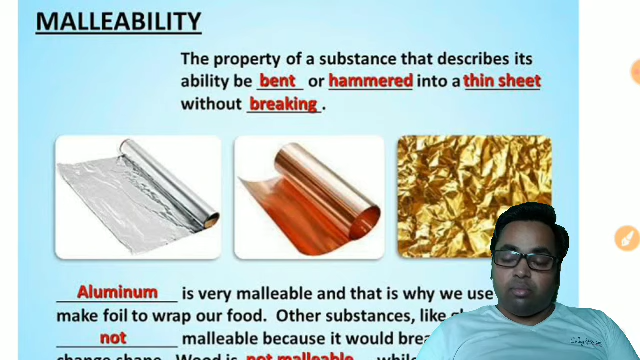 MALLEABILITY
The property of a substance that describes its
ability be bent or hammered into a thin sheet
without breaking.
Aluminum is very malleable and that is why we use
make foil to wrap our food. Other substances, like
not malleable because it would
change shape. Wood is not malleable, while